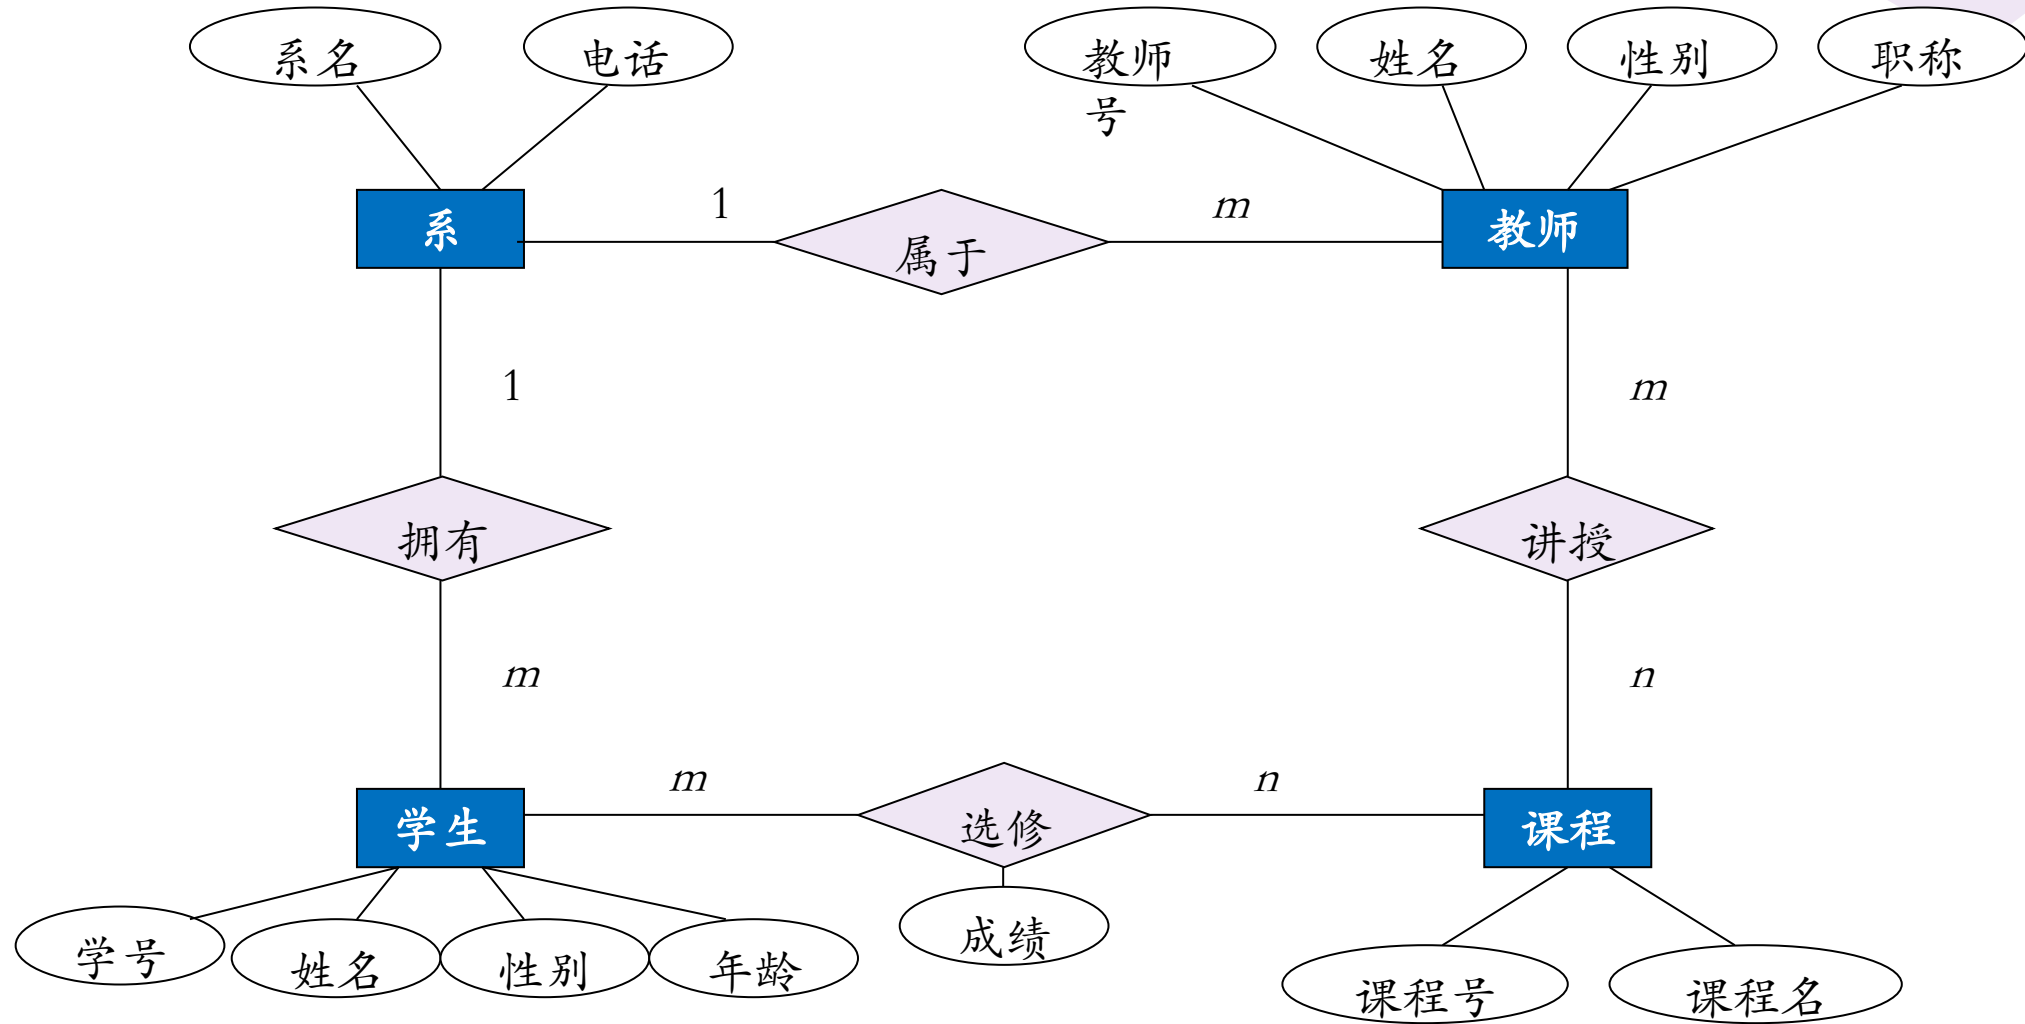 系名
电话
教师
号
姓名
性别
职称
系
1
属于
m
教师
1
m
拥有
讲授
m
n
学生
m
选修
n
课程
学号
姓名
性别
年龄
成绩
课程号
课程名